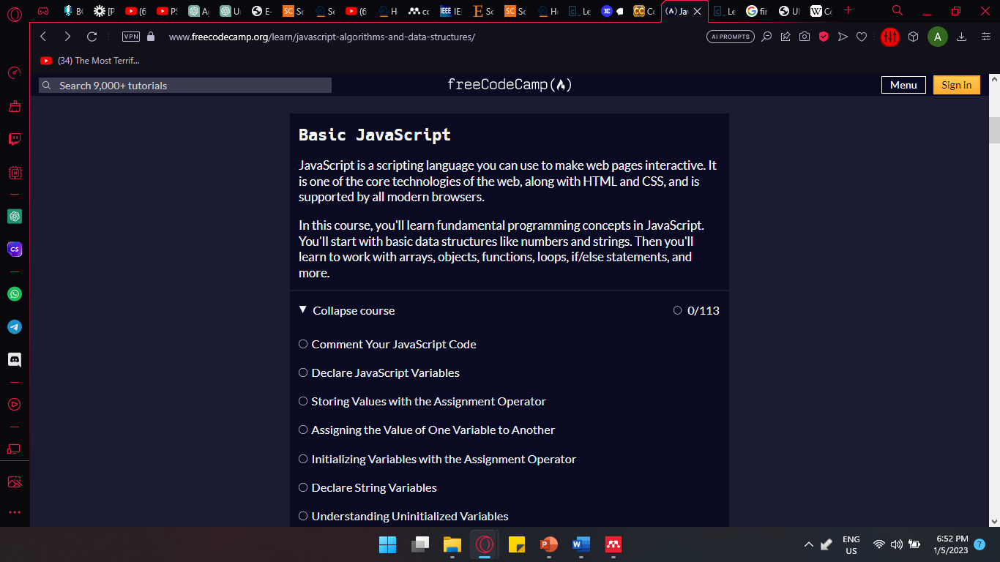 VPN
www.freecodecamp.org/learn/javascript-algorithms-and-data-structures/
AI PROMPTS
A
(34) The Most Terrif...
Search 9,000+ tutorials
freeCodeCamp
Menu
Sign in
Basic JavaScript
JavaScript is a scripting language you can use to make web pages interactive. It
is one of the core technologies of the web, along with HTML and CSS, and is
supported by all modern browsers.
In this course, you'll learn fundamental programming concepts in JavaScript.
You'll start with basic data structures like numbers and strings. Then you'll
learn to work with arrays, objects, functions, loops, if/else statements, and
more.
Collapse course
0/113
Comment Your JavaScript Code
Declare JavaScript Variables
Storing Values with the Assignment Operator
Assigning the Value of One Variable to Another
Initializing Variables with the Assignment Operator
Declare String Variables
Understanding Uninitialized Variables
CS
ENG
US
6:52 PM
1/5/2023
7